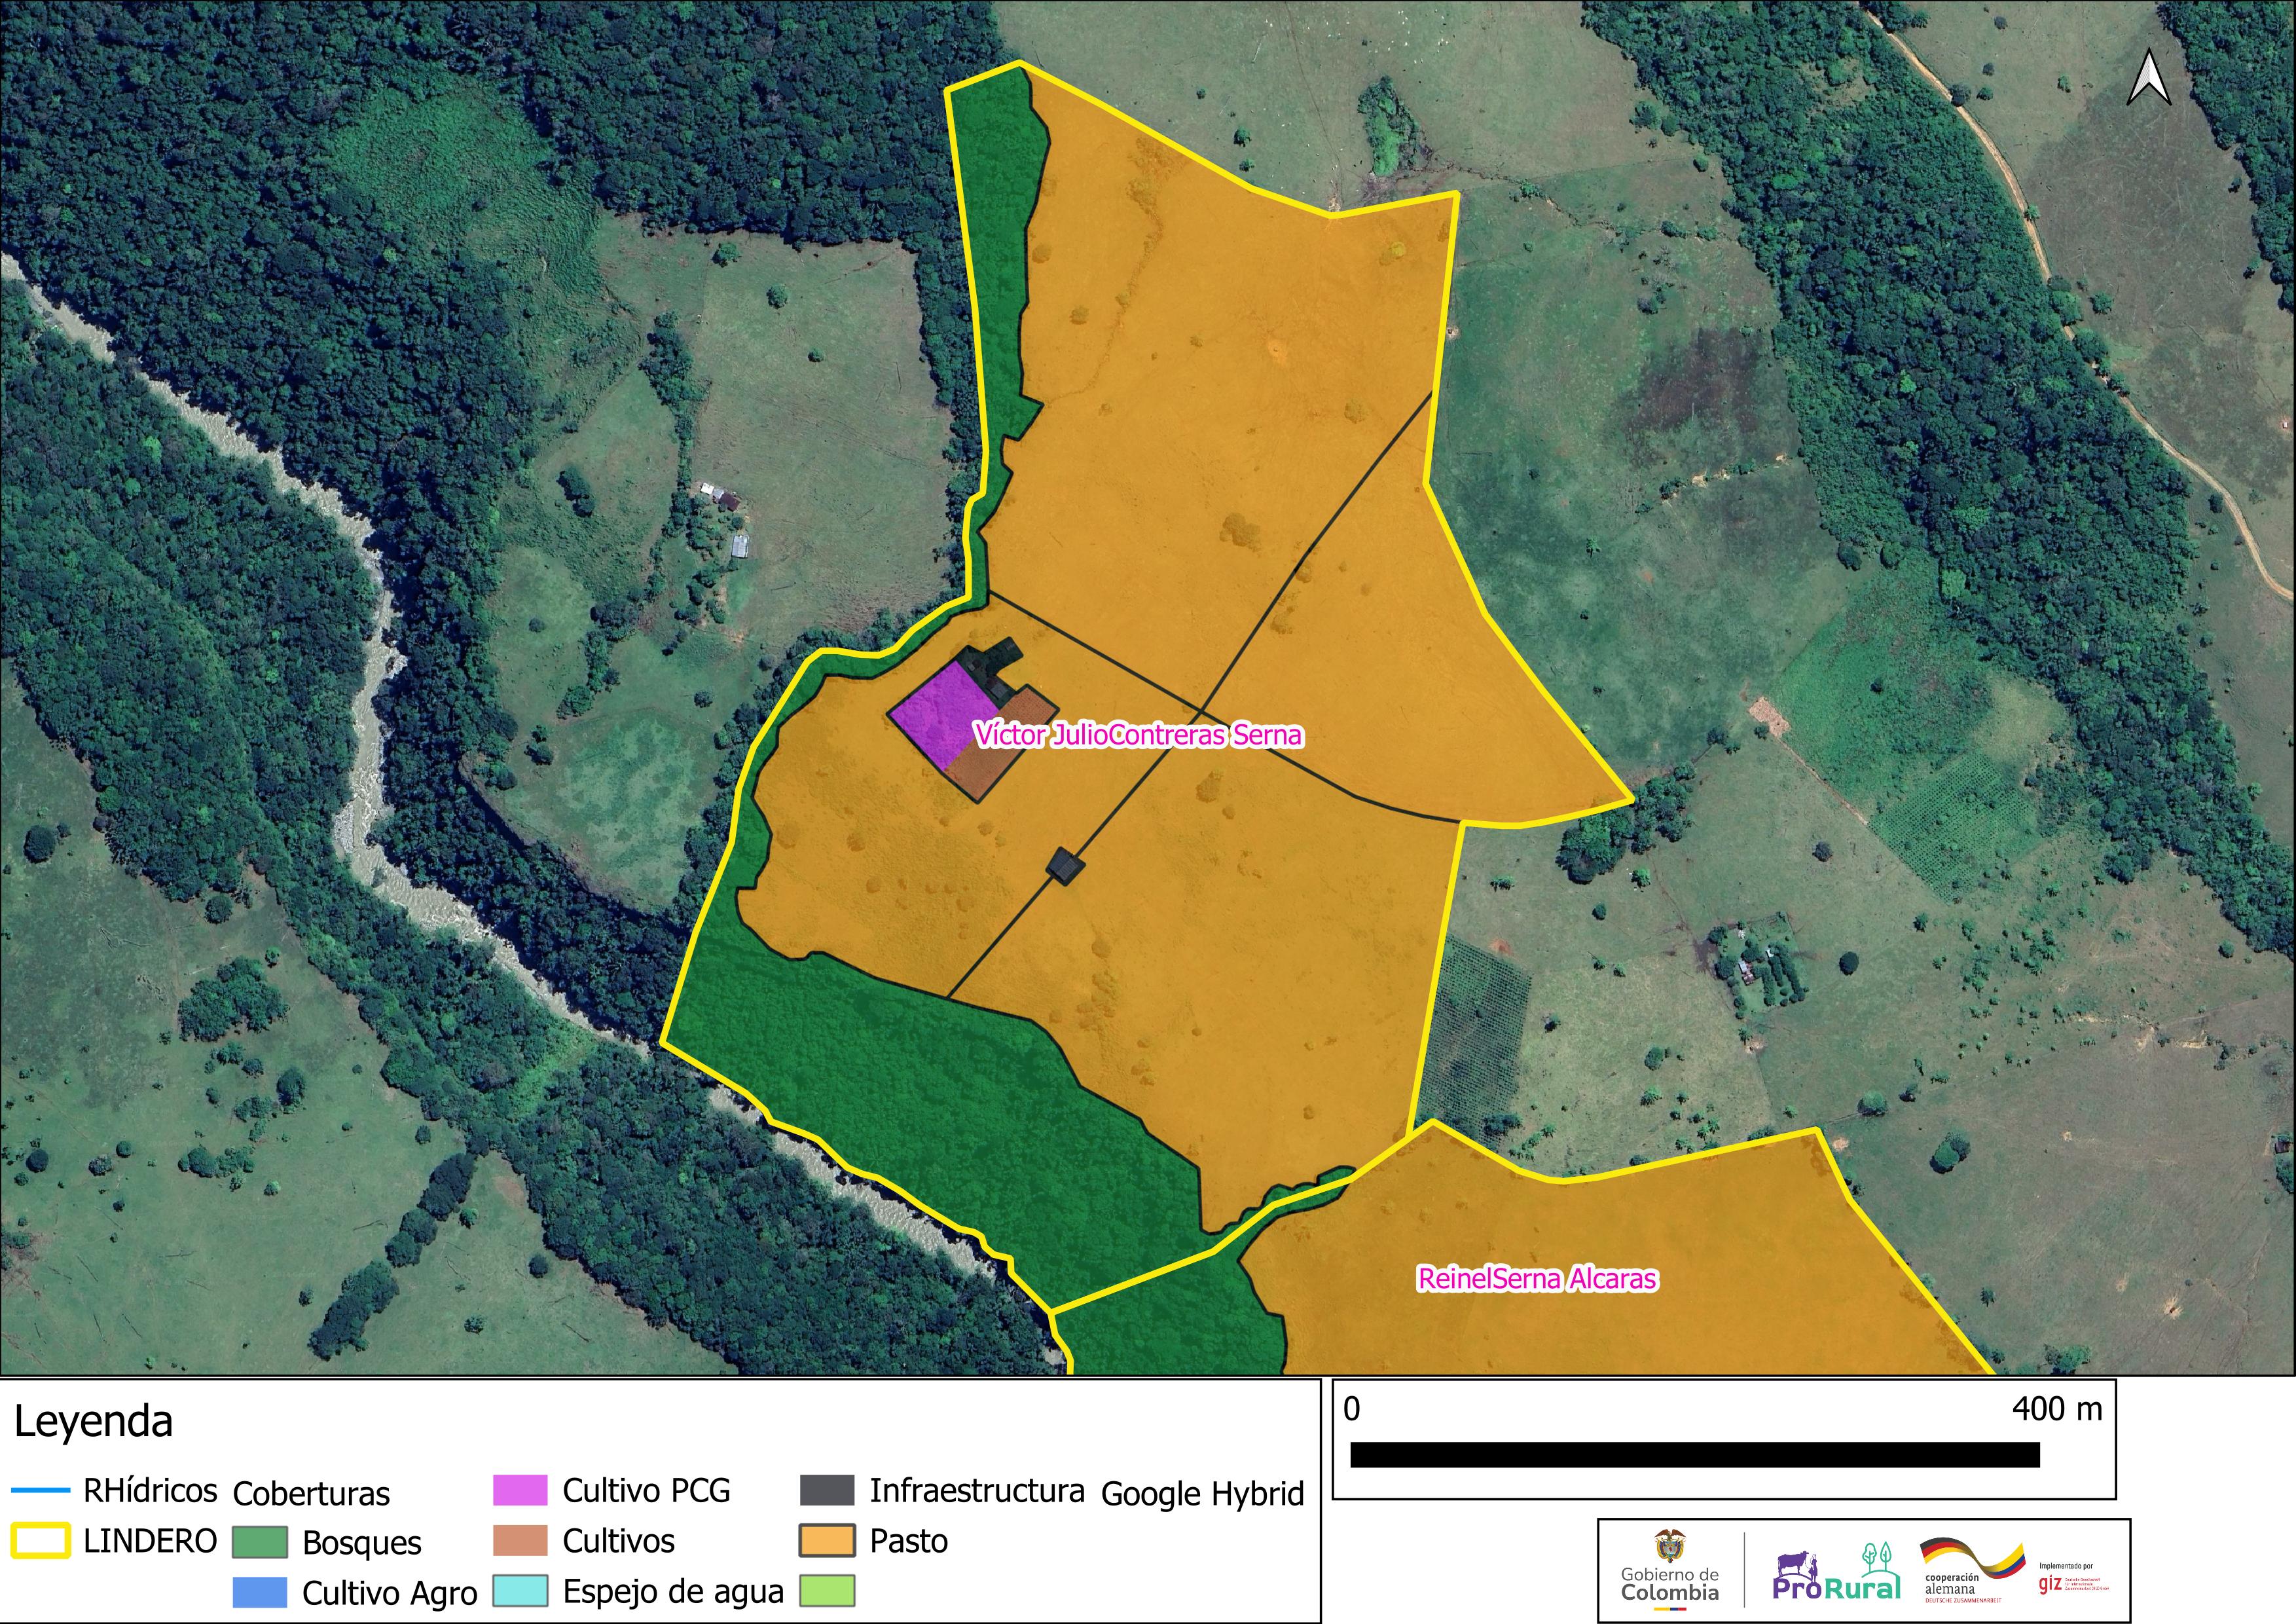 Víctor JulioContreras Serna
ReinelSerna Alcaras
Leyenda
RHídricos
LINDERO
Coberturas
Bosques
Cultivo Agro
Cultivo PCG
Cultivos
Espejo de agua
Infraestructura
Pasto
Google Hybrid
0 400 m
Gobierno de
Colombia
ProRural
cooperación
alemana
DEUTSCHE ZUSAMMENARBEIT
Implementado por
giz